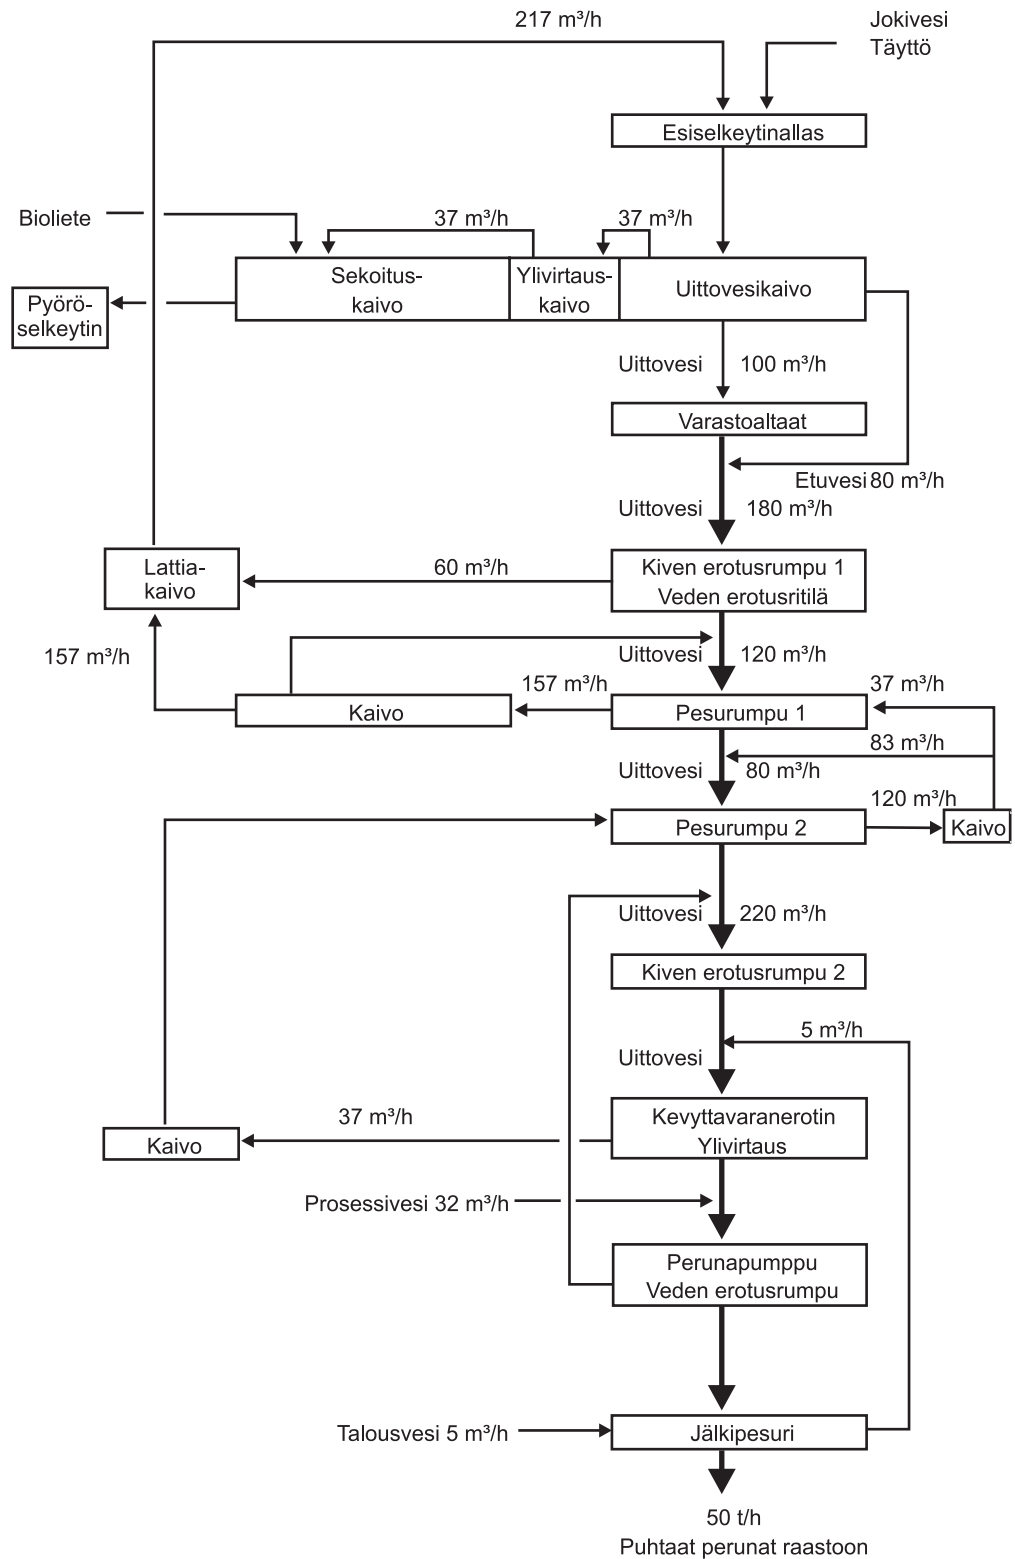 217 m³/h
Jokivesi
Täyttö
Esiselkeytinallas
Bioliete
37 m³/h
37 m³/h
Sekoitus-
kaivo
Ylivirtaus-
kaivo
Uittovesikaivo
Pyörö-
selkeytin
Uittovesi
100 m³/h
Varastoaltaat
Etuvesi 80 m³/h
Uittovesi
180 m³/h
Lattia-
kaivo
60 m³/h
Kiven erotusrumpu 1
Veden erotusritilä
157 m³/h
Uittovesi
120 m³/h
Kaivo
157 m³/h
Pesurumpu 1
37 m³/h
83 m³/h
Uittovesi
80 m³/h
120 m³/h
Pesurumpu 2
Kaivo
Uittovesi
220 m³/h
Kiven erotusrumpu 2
5 m³/h
Uittovesi
37 m³/h
Kevyttavaranerotin
Ylivirtaus
Kaivo
Prosessivesi 32 m³/h
Perunapumppu
Veden erotusrumpu
Talousvesi 5 m³/h
Jälkipesuri
50 t/h
Puhtaat perunat raastoon